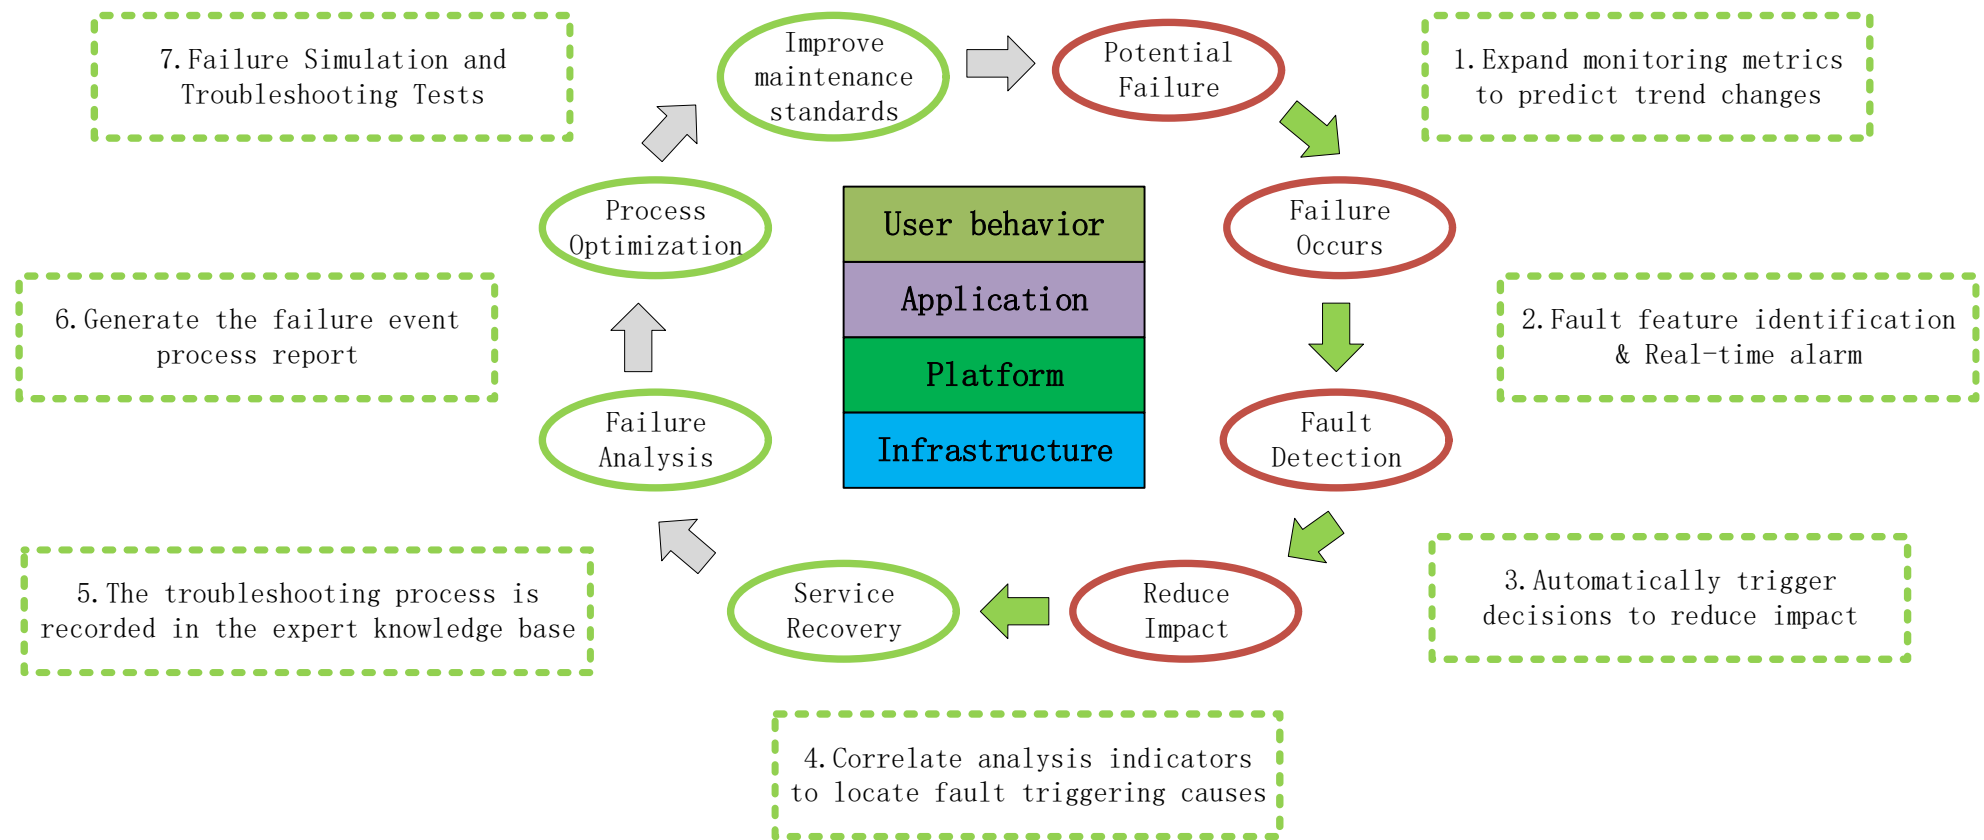 7.Failure Simulation and
Troubleshooting Tests
Improve
maintenance
standards
Potential
Failure
1.Expand monitoring metrics
to predict trend changes
Process
Optimization
User behavior
Application
Platform
Infrastructure
Failure
Occurs
6.Generate the failure event
process report
2.Fault feature identification
& Real-time alarm
Failure
Analysis
Fault
Detection
5.The troubleshooting process is
recorded in the expert knowledge base
Service
Recovery
Reduce
Impact
3.Automatically trigger
decisions to reduce impact
4.Correlate analysis indicators
to locate fault triggering causes